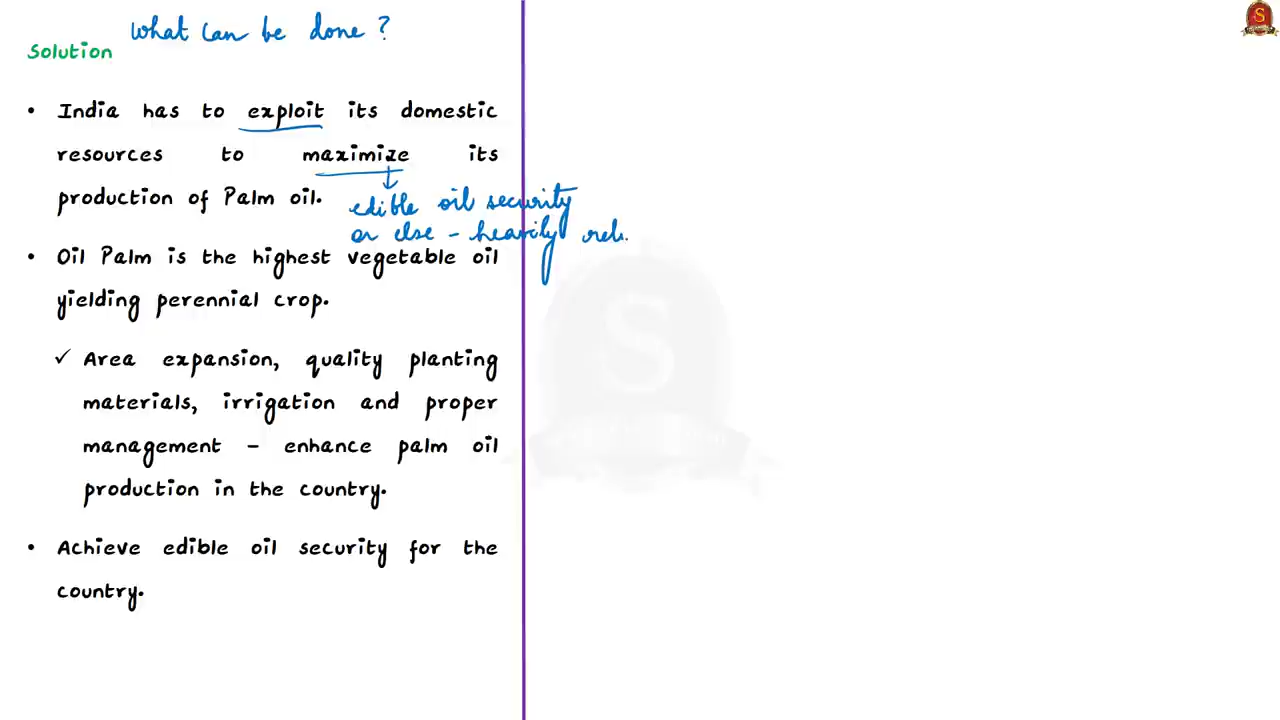 What can be done ?
Solution
• India has to exploit its domestic
resources to maximize its
production of Palm oil.
edible oil security
or else - heavily
• Oil Palm is the highest vegetable oil
yielding perennial crop.
✓ Area expansion, quality planting
materials, irrigation and proper
management – enhance palm oil
production in the country.
• Achieve edible oil security for the
country.
S
S